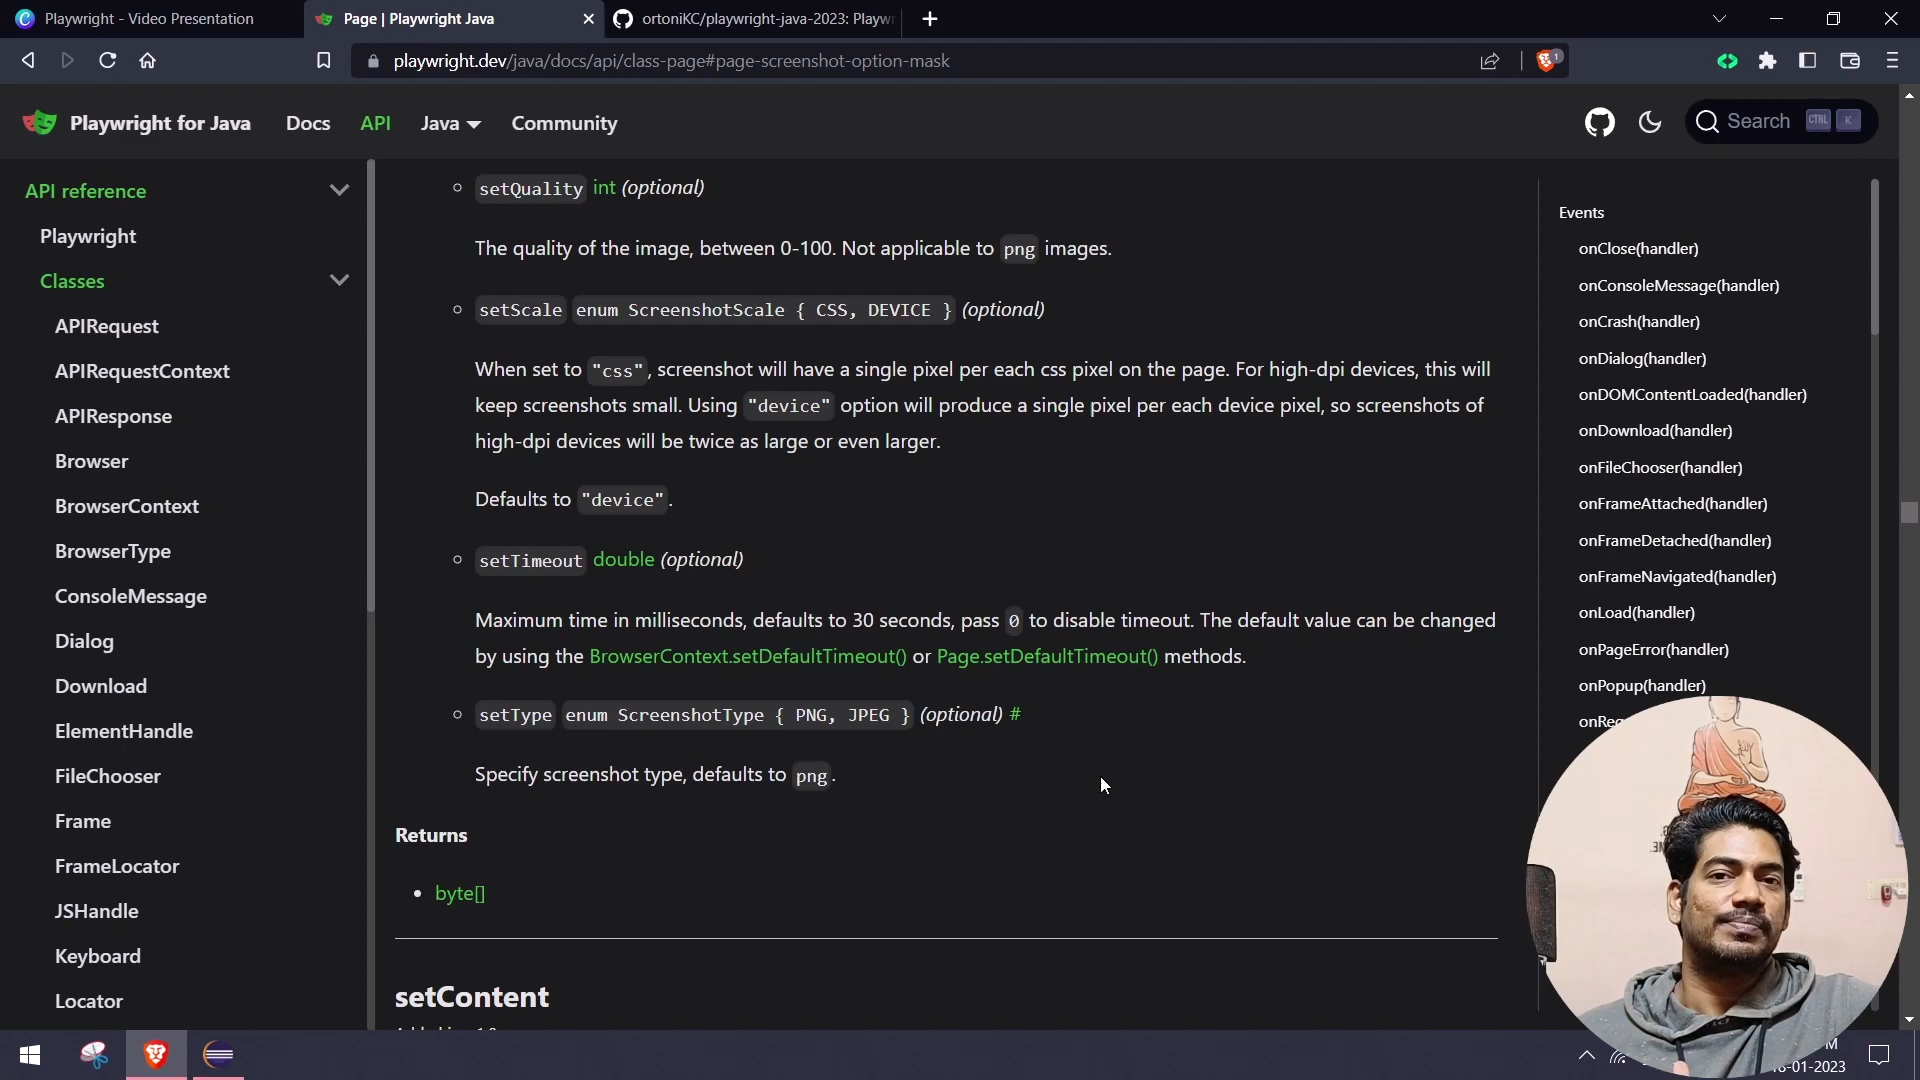 Playwright - Video Presentation
Page | Playwright Java
ortoniKC/playwright-java-2023: Playw
playwright.dev/java/docs/api/class-page#page-screenshot-option-mask
1
Playwright for Java
Docs
API
Java
Community
Search
CTRL
K
API reference
Playwright
Classes
APIRequest
APIRequestContext
APIResponse
Browser
BrowserContext
BrowserType
ConsoleMessage
Dialog
Download
ElementHandle
FileChooser
Frame
FrameLocator
JSHandle
Keyboard
Locator
setQuality int (optional)
The quality of the image, between 0-100. Not applicable to png images.
setScale enum ScreenshotScale { CSS, DEVICE } (optional)
When set to "css", screenshot will have a single pixel per each css pixel on the page. For high-dpi devices, this will
keep screenshots small. Using "device" option will produce a single pixel per each device pixel, so screenshots of
high-dpi devices will be twice as large or even larger.
Defaults to "device".
setTimeout double (optional)
Maximum time in milliseconds, defaults to 30 seconds, pass 0 to disable timeout. The default value can be changed
by using the BrowserContext.setDefaultTimeout() or Page.setDefaultTimeout() methods.
setType enum ScreenshotType { PNG, JPEG } (optional) #
Specify screenshot type, defaults to png.
Returns
byte[]
setContent
Events
onClose(handler)
onConsoleMessage(handler)
onCrash(handler)
onDialog(handler)
onDOMContentLoaded(handler)
onDownload(handler)
onFileChooser(handler)
onFrameAttached(handler)
onFrameDetached(handler)
onFrameNavigated(handler)
onLoad(handler)
onPageError(handler)
onPopup(handler)
onReq
M
18-01-2023